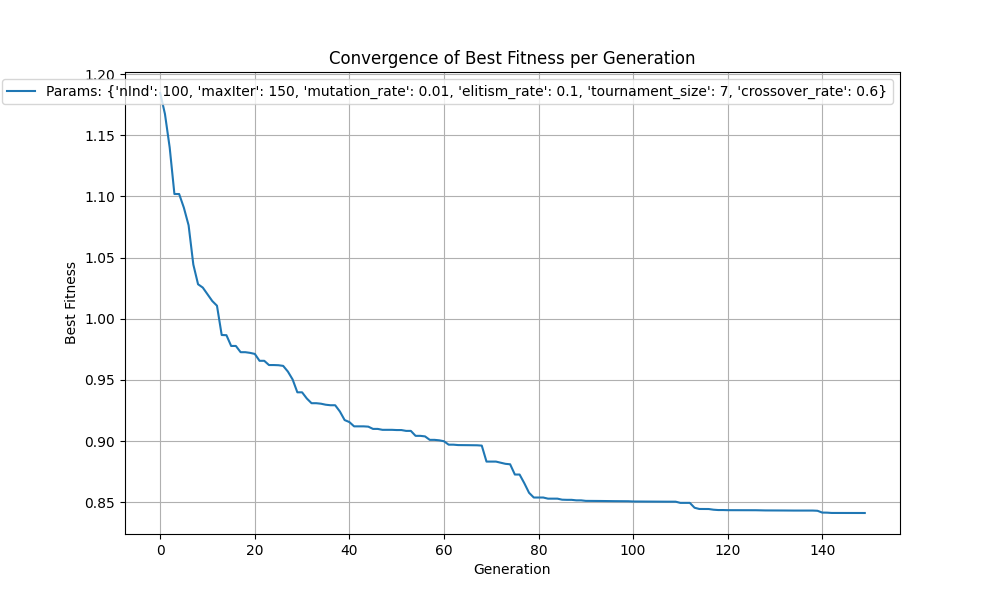 Convergence of Best Fitness per Generation
Params: {'nInd': 100, 'maxIter': 150, 'mutation_rate': 0.01, 'elitism_rate': 0.1, 'tournament_size': 7, 'crossover_rate': 0.6}
Best Fitness
1.20
1.15
1.10
1.05
1.00
0.95
0.90
0.85
0 20 40 60 80 100 120 140
Generation